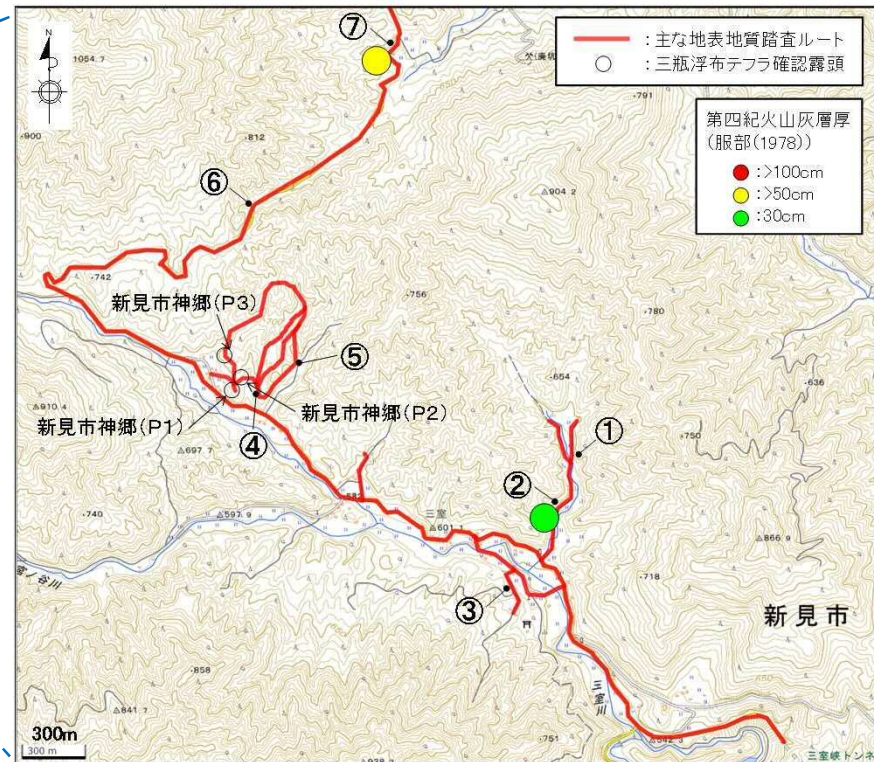 N
⑦
：主な地表地質踏査ルート
：三瓶浮布テフラ確認露頭
第四紀火山灰層厚
(服部(1978))
：>100cm
：>50cm
：30cm
1054.7
791
900
812
⑥
904.2
742
756
780
新見市神郷(P3)
⑤
654
636
910.4
新見市神郷(P1)
④
新見市神郷(P2)
①
750
697.7
②
740
597.9
582
三室
601.1
866.9
③
718
新見市
858
三室川
841.7
751
542.3
300m
300 m
938.2
三室峡トンネ